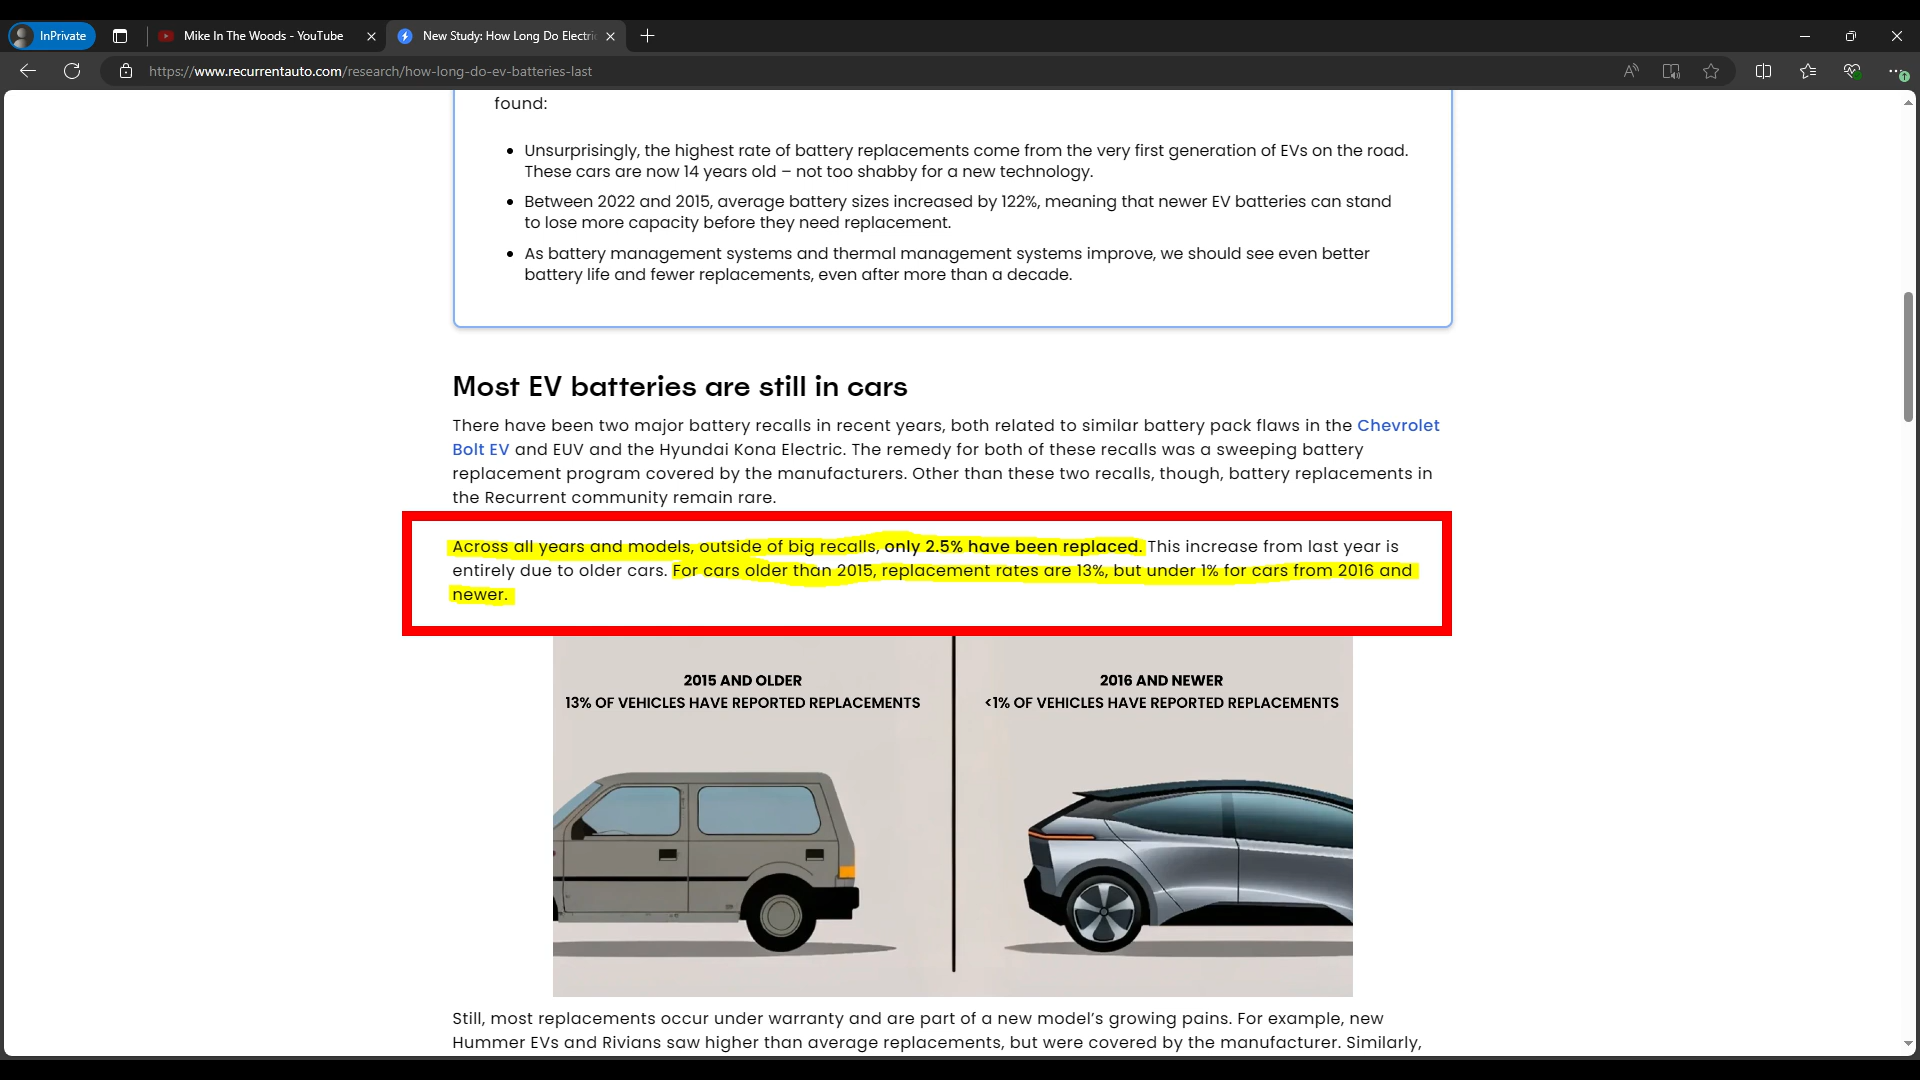 InPrivate
Mike In The Woods - YouTube
New Study: How Long Do Electri
https://www.recurrentauto.com/research/how-long-do-ev-batteries-last
found:
Unsurprisingly, the highest rate of battery replacements come from the very first generation of EVs on the road.
These cars are now 14 years old – not too shabby for a new technology.
Between 2022 and 2015, average battery sizes increased by 122%, meaning that newer EV batteries can stand
to lose more capacity before they need replacement.
As battery management systems and thermal management systems improve, we should see even better
battery life and fewer replacements, even after more than a decade.
Most EV batteries are still in cars
There have been two major battery recalls in recent years, both related to similar battery pack flaws in the Chevrolet
Bolt EV and EUV and the Hyundai Kona Electric. The remedy for both of these recalls was a sweeping battery
replacement program covered by the manufacturers. Other than these two recalls, though, battery replacements in
the Recurrent community remain rare.
Across all years and models, outside of big recalls, only 2.5% have been replaced. This increase from last year is
entirely due to older cars. For cars older than 2015, replacement rates are 13%, but under 1% for cars from 2016 and
newer.
2015 AND OLDER
13% OF VEHICLES HAVE REPORTED REPLACEMENTS
2016 AND NEWER
<1% OF VEHICLES HAVE REPORTED REPLACEMENTS
Still, most replacements occur under warranty and are part of a new model’s growing pains. For example, new
Hummer EVs and Rivians saw higher than average replacements, but were covered by the manufacturer. Similarly,